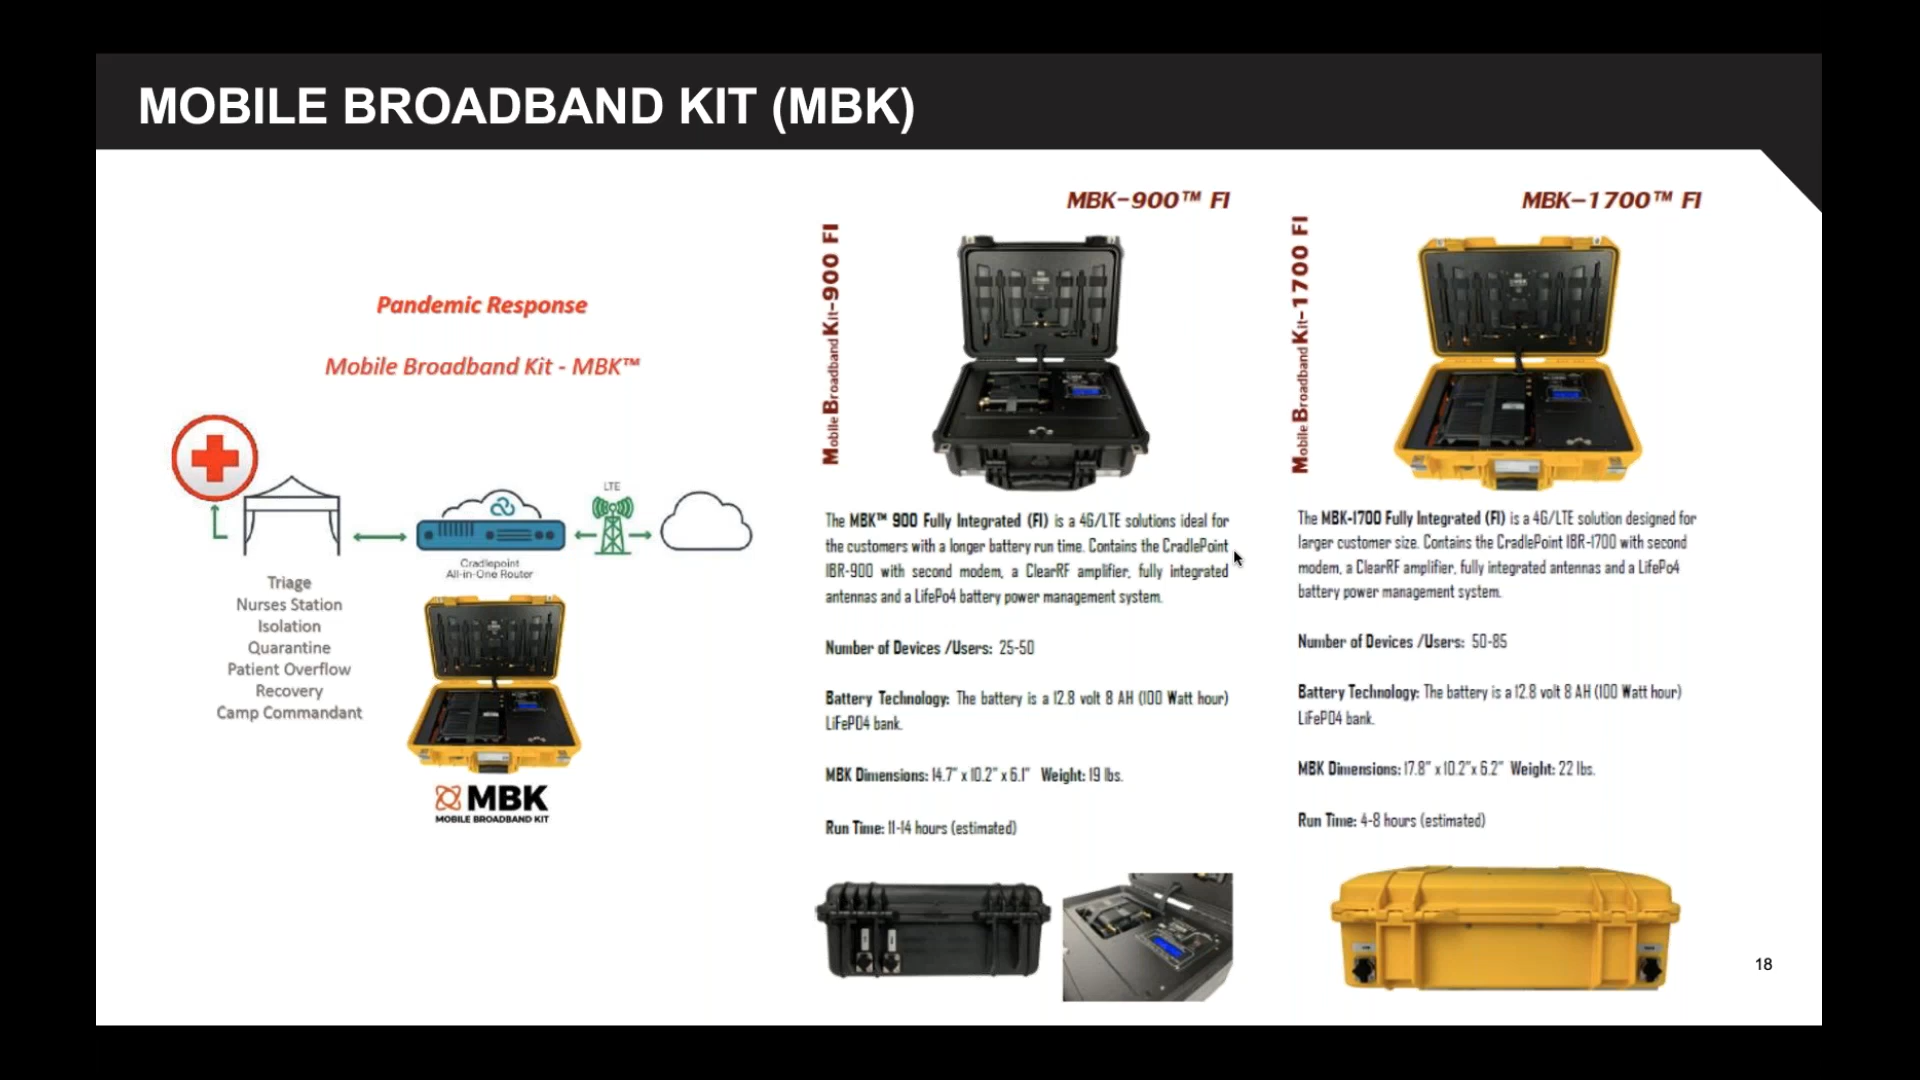 MOBILE BROADBAND KIT (MBK)
Pandemic Response
Mobile Broadband Kit - MBK™
LTE
Cradlepoint
All-in-One Router
Triage
Nurses Station
Isolation
Quarantine
Patient Overflow
Recovery
Camp Commandant
MBK
MOBILE BROADBAND KIT
MBK-900™ FI
Mobile Broadband Kit-900 FI
The MBK™ 900 Fully Integrated (FI) is a 4G/LTE solutions ideal for
the customers with a longer battery run time. Contains the CradlePoint
IBR-900 with second modem, a ClearRF amplifier, fully integrated
antennas and a LifePo4 battery power management system.
Number of Devices /Users: 25-50
Battery Technology: The battery is a 12.8 volt 8 AH (100 Watt hour)
LiFePO4 bank.
MBK Dimensions: 14.7" x 10.2" x 6.1" Weight: 19 lbs.
Run Time: 11-14 hours (estimated)
MBK-1700™ FI
Mobile Broadband Kit-1700 FI
The MBK-1700 Fully Integrated (FI) is a 4G/LTE solution designed for
larger customer size. Contains the CradlePoint IBR-1700 with second
modem, a ClearRF amplifier, fully integrated antennas and a LifePo4
battery power management system.
Number of Devices /Users: 50-85
Battery Technology: The battery is a 12.8 volt 8 AH (100 Watt hour)
LiFePO4 bank.
MBK Dimensions: 17.8" x 10.2"x 6.2" Weight: 22 lbs.
Run Time: 4-8 hours (estimated)
18